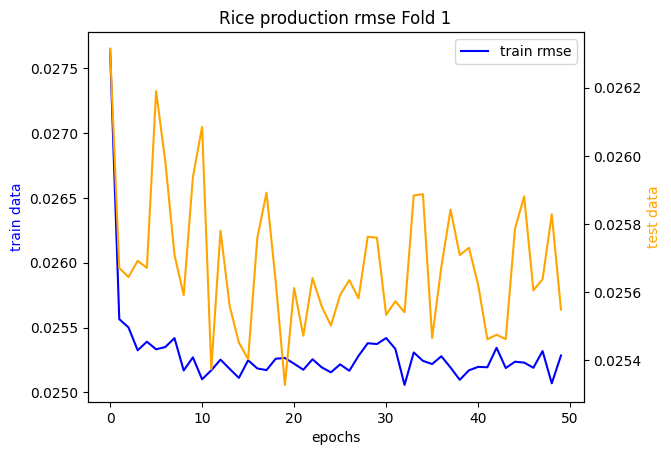 Rice production rmse Fold 1
train rmse
0.0275
0.0270
0.0265
0.0260
0.0255
0.0250
train data
0.0262
0.0260
0.0258
0.0256
0.0254
test data
0 10 20 30 40 50
epochs